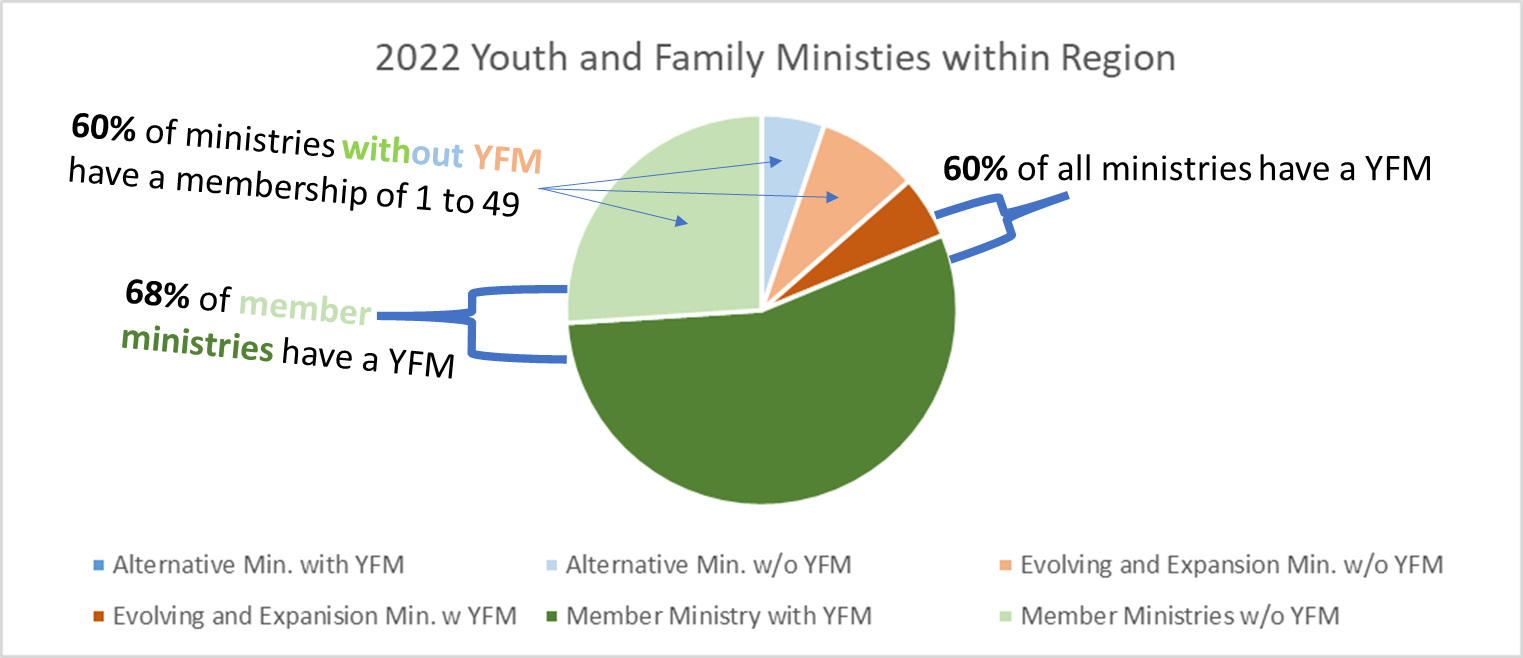 2022 Youth and Family Ministies within Region
60% of ministries without YFM
have a membership of 1 to 49
60% of all ministries have a YFM
68% of member
ministries have a YFM
Alternative Min. with YFM
Alternative Min. w/o YFM
Evolving and Expansion Min. w/o YFM
Evolving and Expanision Min. w YFM
Member Ministry with YFM
Member Ministries w/o YFM